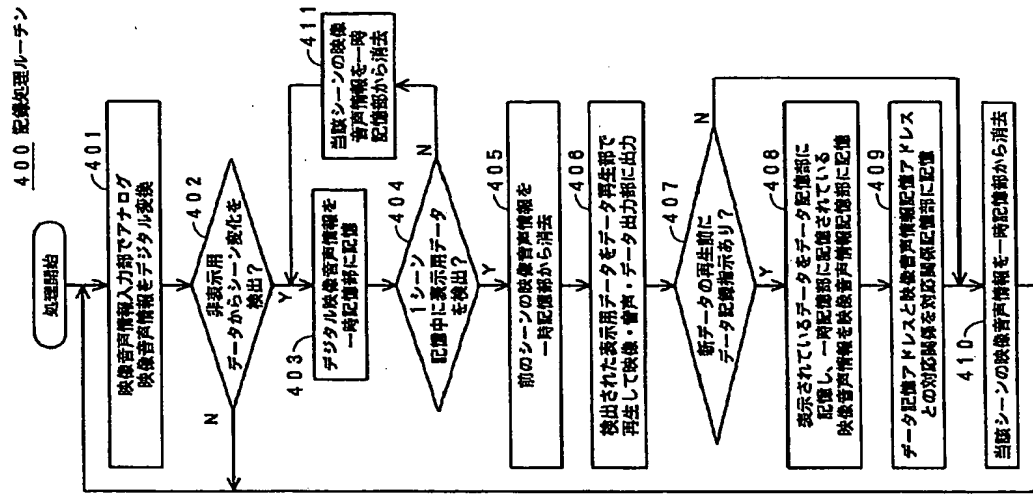 400 記録処理ルーチン
処理開始
401
映像音声情報入力部でアナログ
映像音声情報をデジタル変換
402
非表示用
データからシーン変化を
検出?
N
Y
403
デジタル映像音声情報を
一時記憶部に記憶
411
当該シーンの映像
音声情報を一時
記憶部から消去
404
1シーン
記憶中に表示用データ
を検出?
N
Y
405
前のシーンの映像音声情報を
一時記憶部から消去
406
検出された表示用データをデータ再生部で
再生して映像・音声・データ出力部に出力
407
新データの再生前に
データ記録指示あり?
N
Y
408
表示されているデータをデータ記憶部に
記憶し、一時記憶部に記憶されている
映像音声情報を映像音声情報記憶部に記憶
409
データ記憶アドレスと映像音声情報記憶アドレス
との対応関係を対応関係記憶部に記憶
410
当該シーンの映像音声情報を一時記憶部から消去